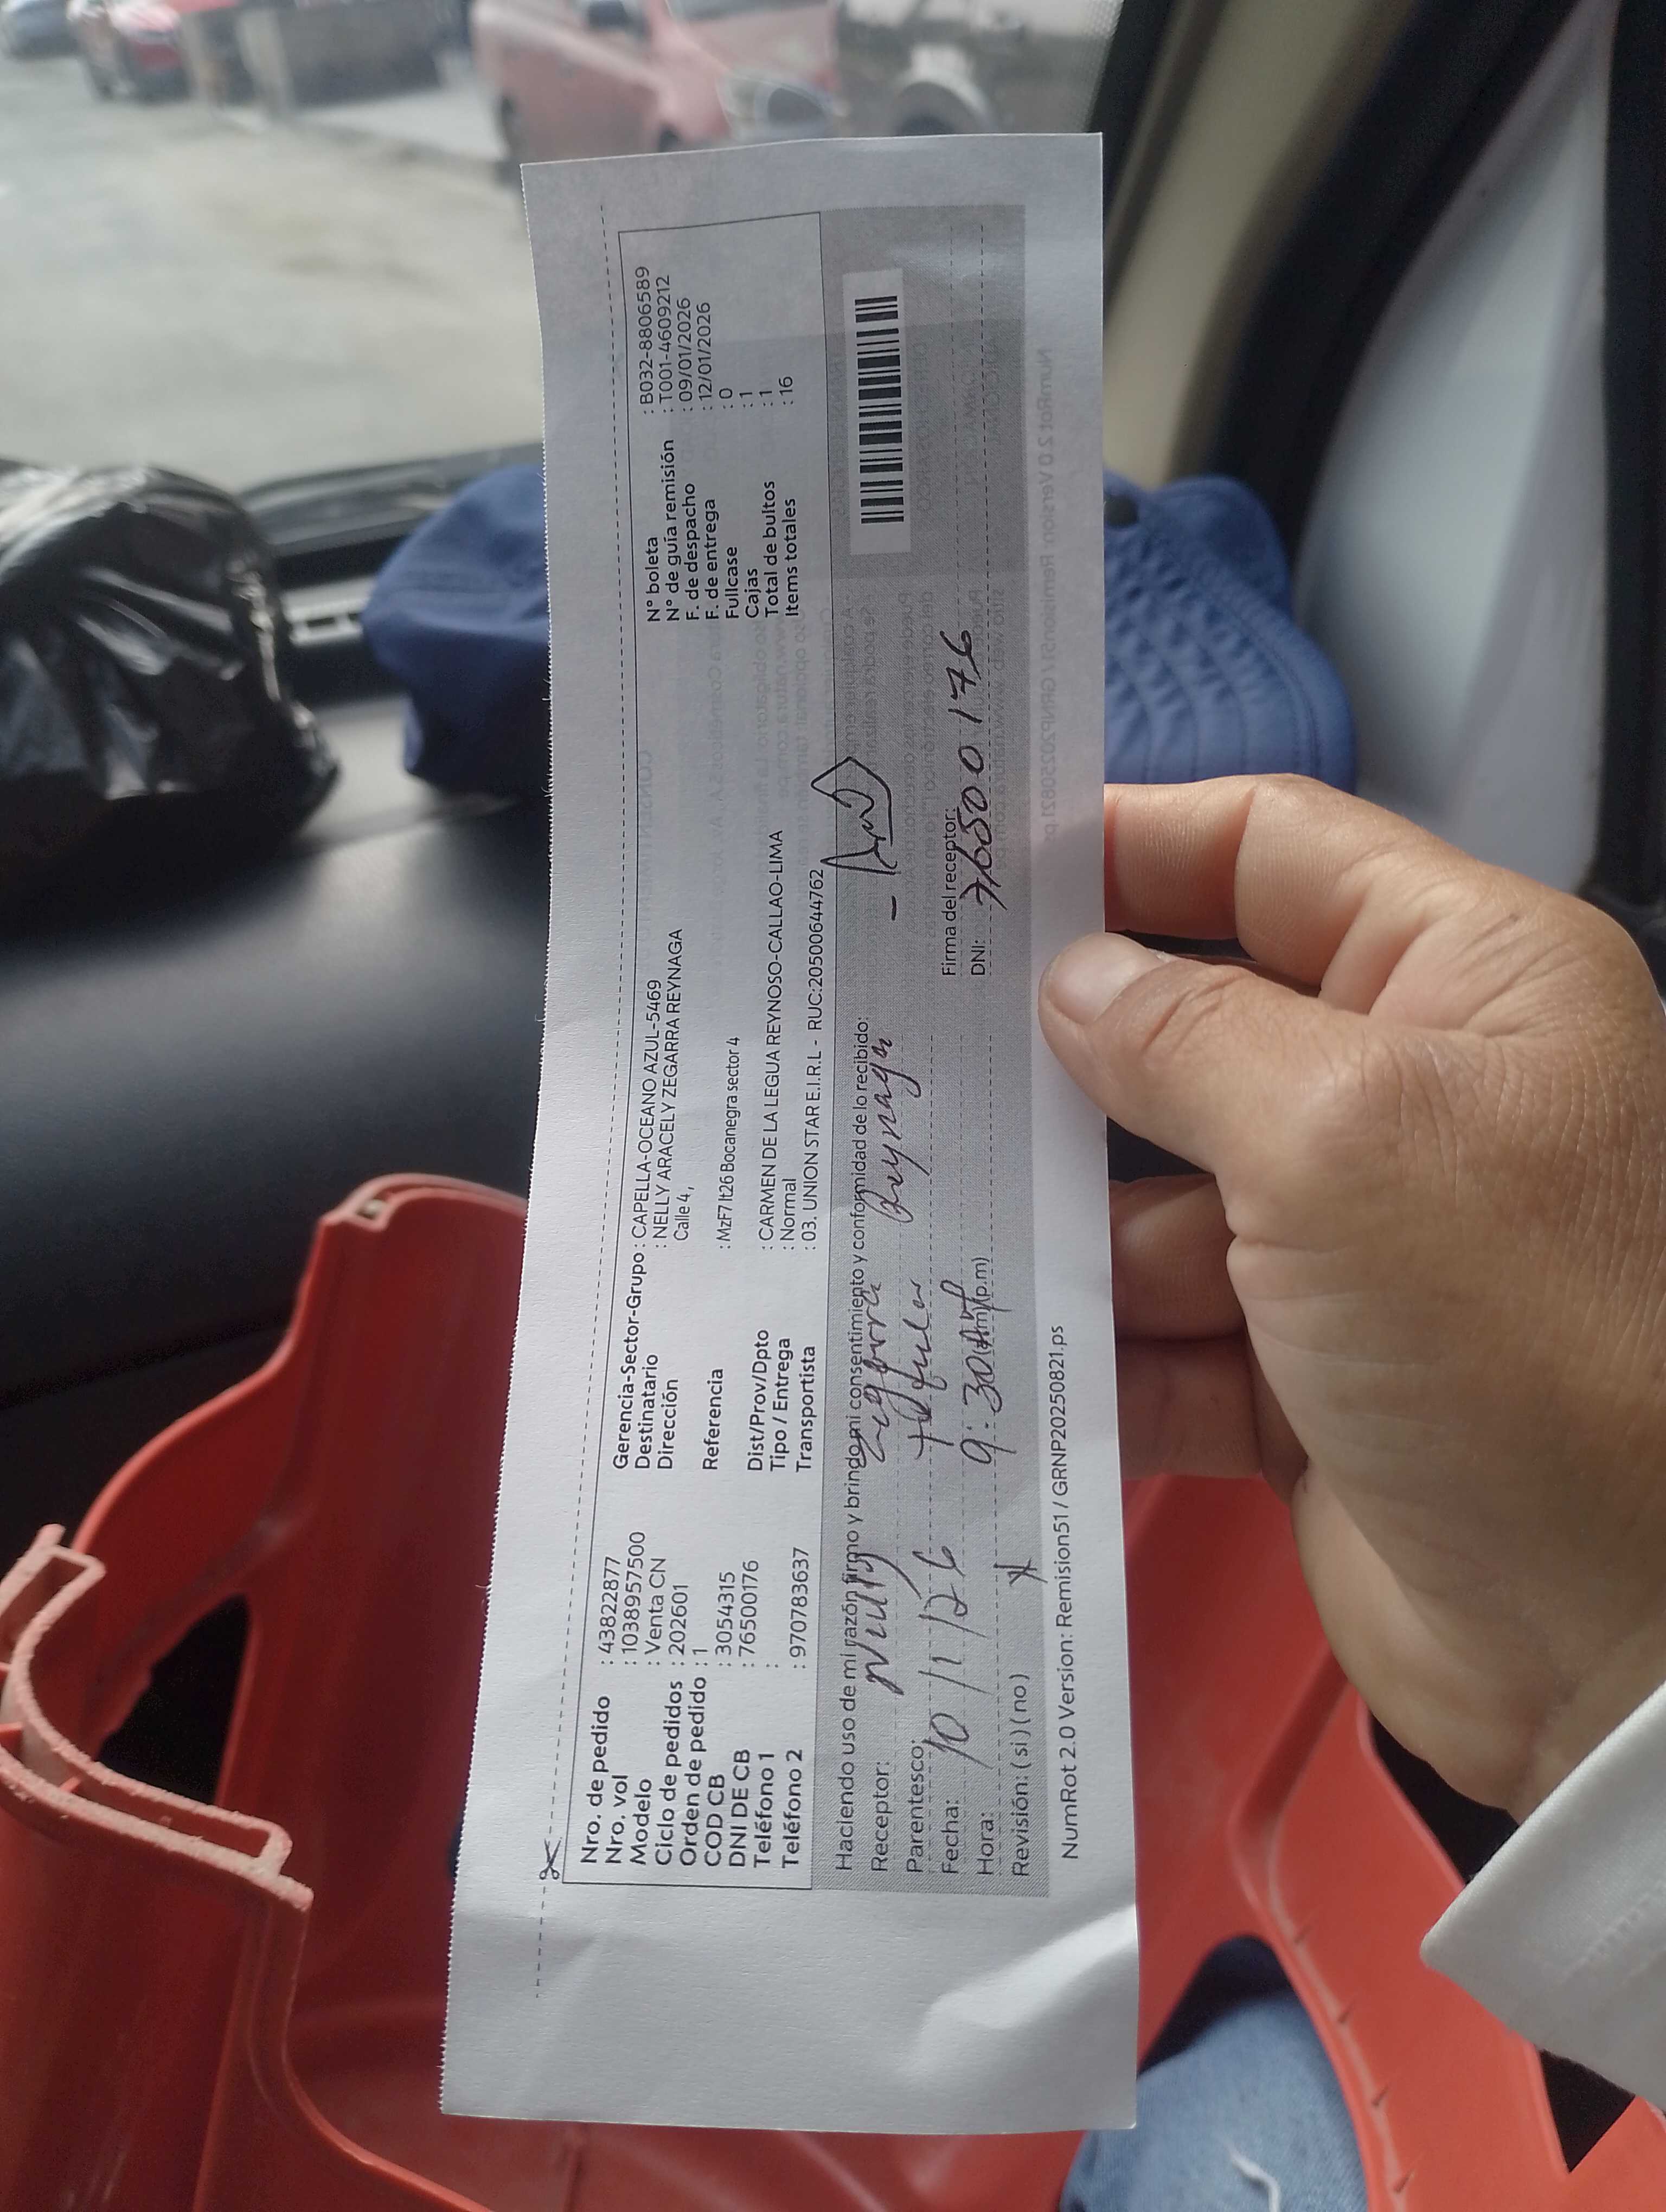 Nro. de pedido : 43822877
Nro. vol : 1038957500
Modelo : Venta CN
Ciclo de pedidos : 202601
Orden de pedido : 1
COD CB : 3054315
DNI DE CB : 76500176
Teléfono 1 :
Teléfono 2 : 970783637
Gerencia-Sector-Grupo : CAPELLA-OCEANO AZUL-5469
Destinatario : NELLY ARACELY ZEGARRA REYNAGA
Dirección Calle 4,
Referencia : MzF7 lt26 Bocanegra sector 4
Dist/Prov/Dpto : CARMEN DE LA LEGUA REYNOSO-CALLAO-LIMA
Tipo / Entrega : Normal
Transportista : 03. UNION STAR E.I.R.L - RUC:20500644762
N° boleta : B032-8806589
N° de guía remisión : T001-4609212
F. de despacho : 09/01/2026
F. de entrega : 12/01/2026
Fullcase : 0
Cajas : 1
Total de bultos : 1
Items totales : 16
Haciendo uso de mi razón firmo y brindo mi consentimiento y conformidad de lo recibido:
Receptor: Nelly Zegarra Reynaga
Parentesco: titular
Fecha: 10/1/26
Hora: 9:30 (a.m)(p.m)
Revisión: (si) (no) x
Firma del receptor:
DNI: 76500176
NumRot 2.0 Version: Remision51 / GRNP20250821.ps